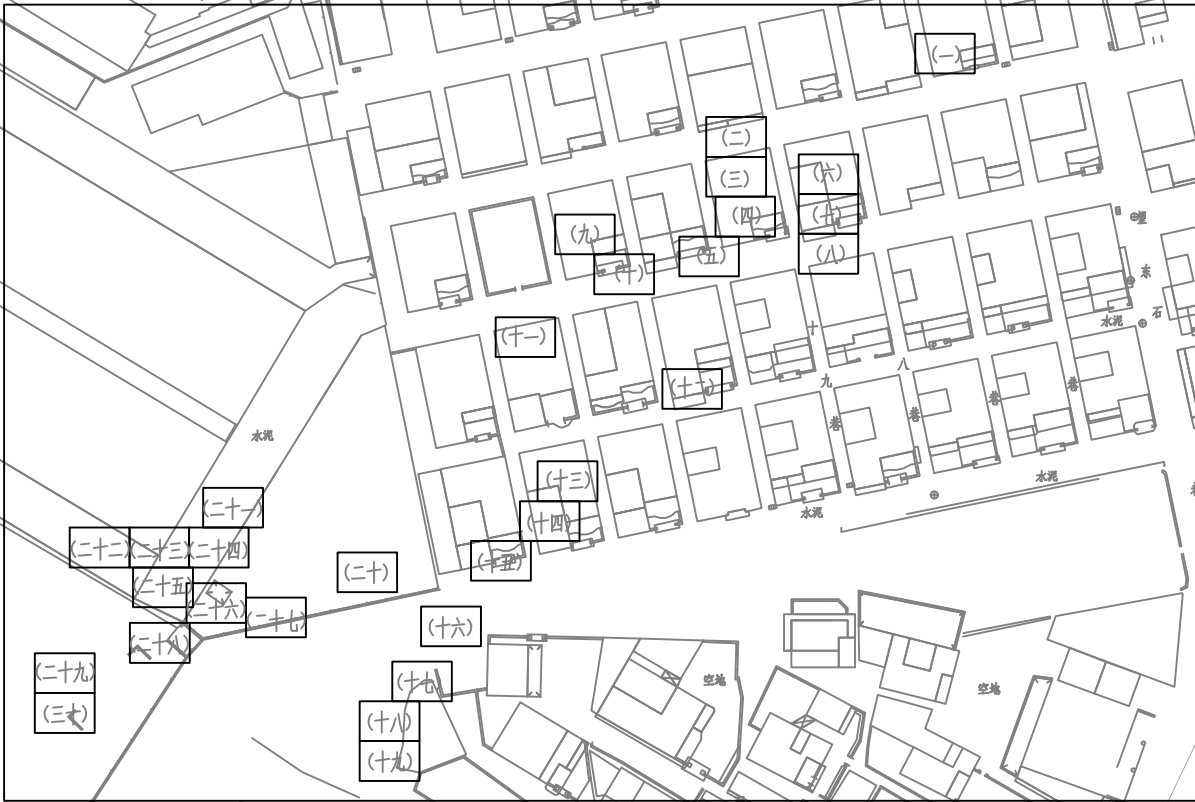 (一)
(二)
(三)
(六)
(四)
(七)
(五)
(八)
(九)
(十)
(十一)
(十二)
望
东
石
水泥
十
九
八
巷
巷
巷
巷
水泥
水泥
水泥
(十三)
(十四)
(十五)
(二十一)
(二十二)
(二十三)
(二十四)
(二十五)
(二十六)
(二十七)
(二十八)
(二十九)
(三十)
(二十)
(十六)
(十七)
(十八)
(十九)
空地
空地